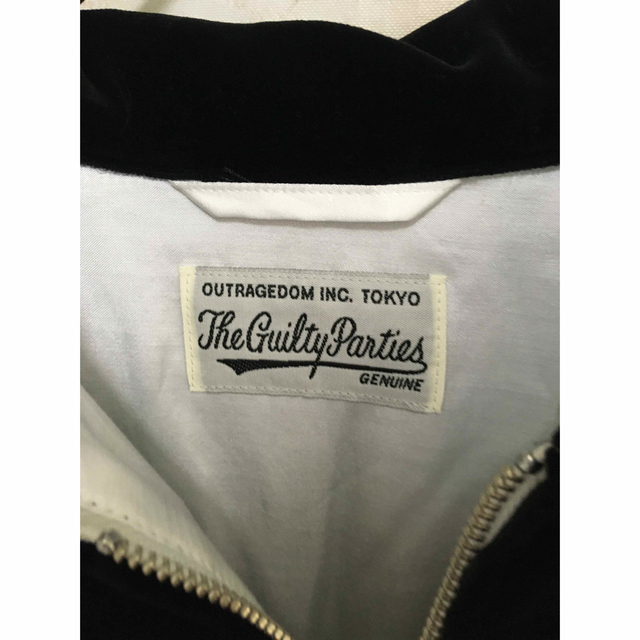 OUTRAGEDOM INC. TOKYO
The Guilty Parties
GENUINE